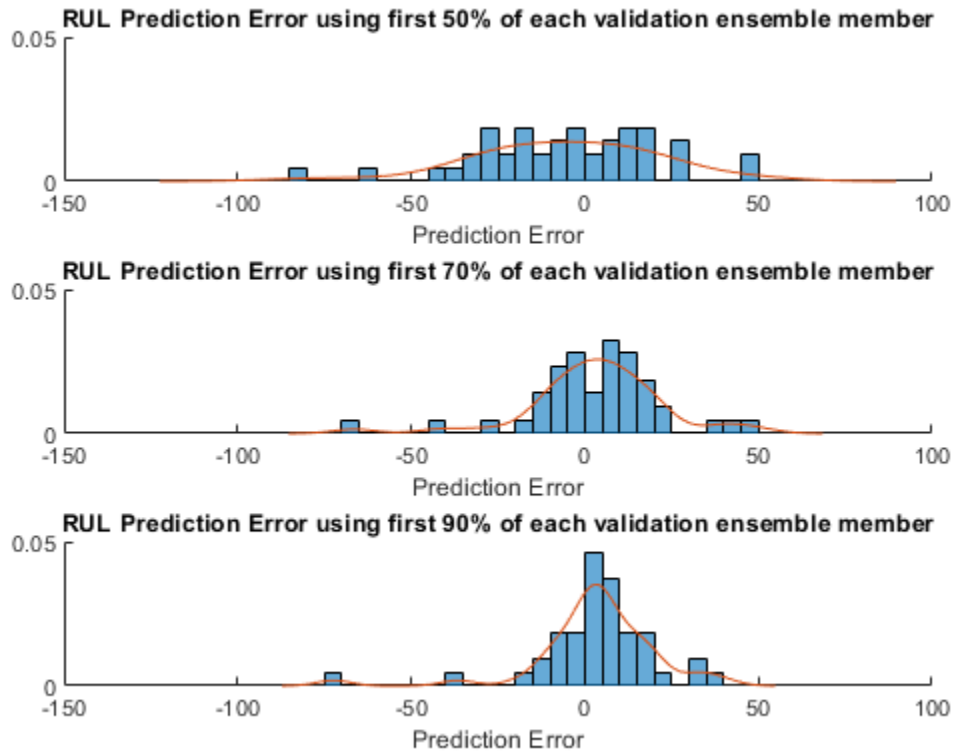 RUL Prediction Error using first 50% of each validation ensemble member
0.05
0
-150 -100 -50 0 50 100
Prediction Error
RUL Prediction Error using first 70% of each validation ensemble member
0.05
0
-150 -100 -50 0 50 100
Prediction Error
RUL Prediction Error using first 90% of each validation ensemble member
0.05
0
-150 -100 -50 0 50 100
Prediction Error